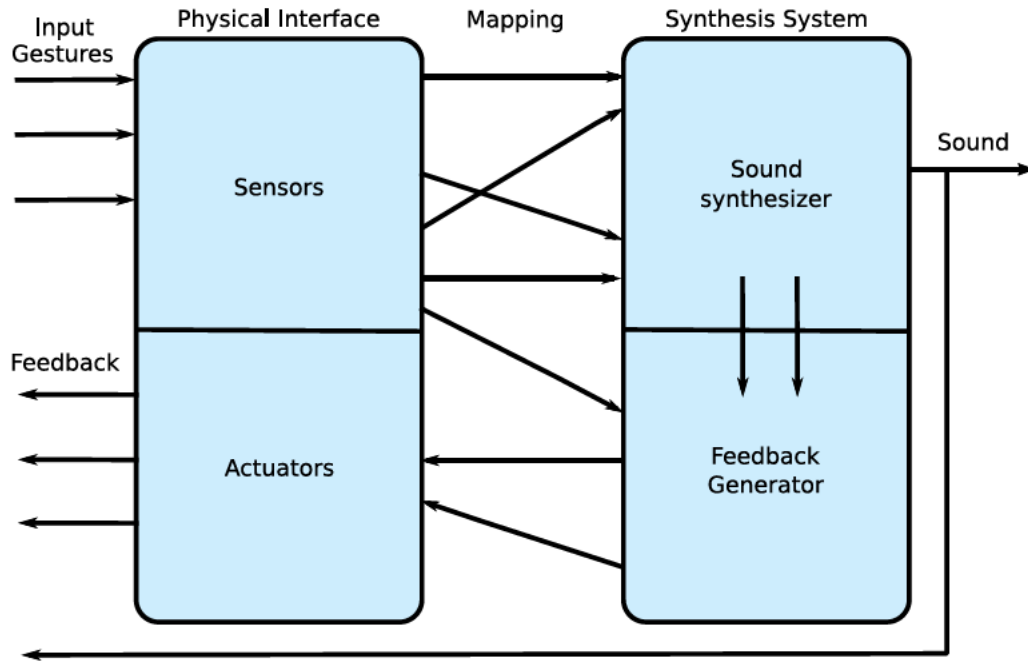 Physical Interface
Mapping
Synthesis System
Input
Gestures
Sound
Sensors
Sound
synthesizer
Feedback
Actuators
Feedback
Generator